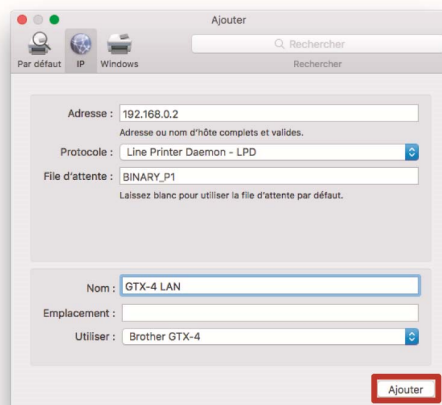 Ajouter
Par défaut IP Windows
Rechercher
Rechercher
Adresse : 192.168.0.2
Adresse ou nom d'hôte complets et valides.
Protocole : Line Printer Daemon - LPD
File d'attente : BINARY_P1
Laissez blanc pour utiliser la file d'attente par défaut.
Nom : GTX-4 LAN
Emplacement :
Utiliser : Brother GTX-4
Ajouter